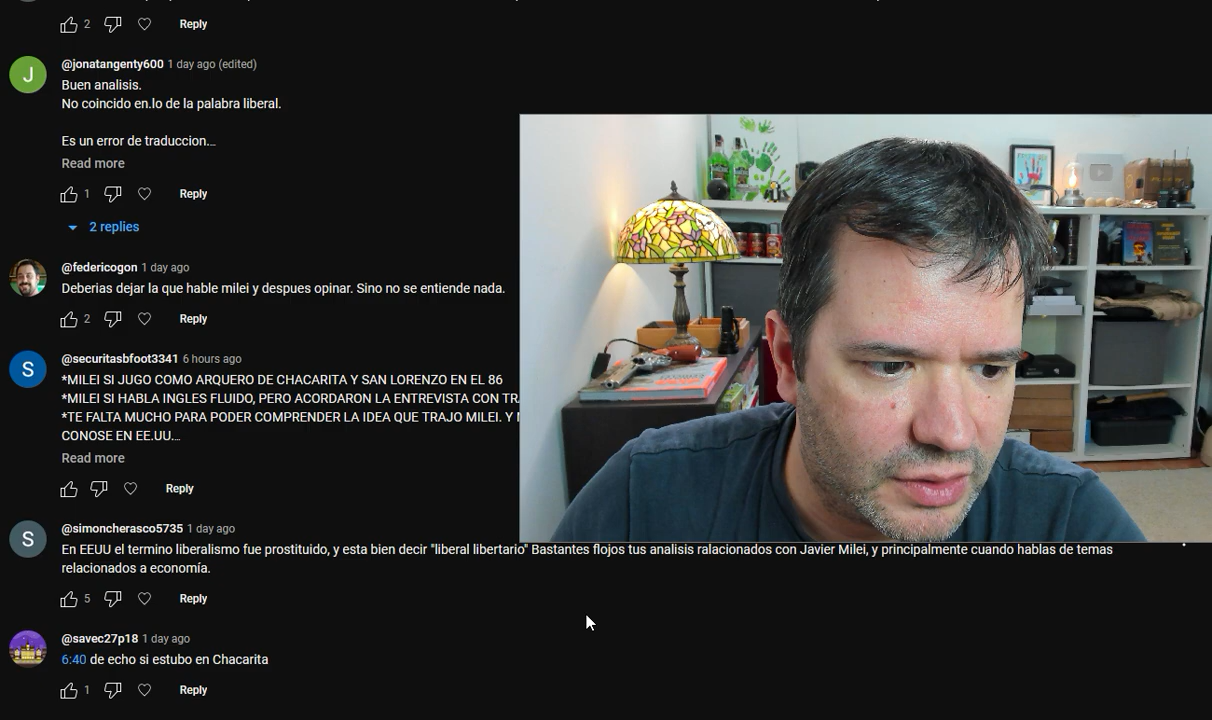 2
Reply
@jonatangenty600 1 day ago (edited)
Buen analisis.
No coincido en.lo de la palabra liberal.
Es un error de traduccion...
Read more
1
Reply
2 replies
@federicogon 1 day ago
Deberias dejar la que hable milei y despues opinar. Sino no se entiende nada.
2
Reply
@securitasbfoot3341 6 hours ago
*MILEI SI JUGO COMO ARQUERO DE CHACARITA Y SAN LORENZO EN EL 86
*MILEI SI HABLA INGLES FLUIDO, PERO ACORDARON LA ENTREVISTA CON
*TE FALTA MUCHO PARA PODER COMPRENDER LA IDEA QUE TRAJO MILEI. Y
CONOSE EN EE.UU...
Read more
Reply
@simoncherasco5735 1 day ago
En EEUU el termino liberalismo fue prostituido, y esta bien decir "liberal libertario" Bastantes flojos tus analisis ralacionados con Javier Milei, y principalmente cuando hablas de temas
relacionados a economía.
5
Reply
@savec27p18 1 day ago
6:40 de echo si estubo en Chacarita
1
Reply
J
S
S